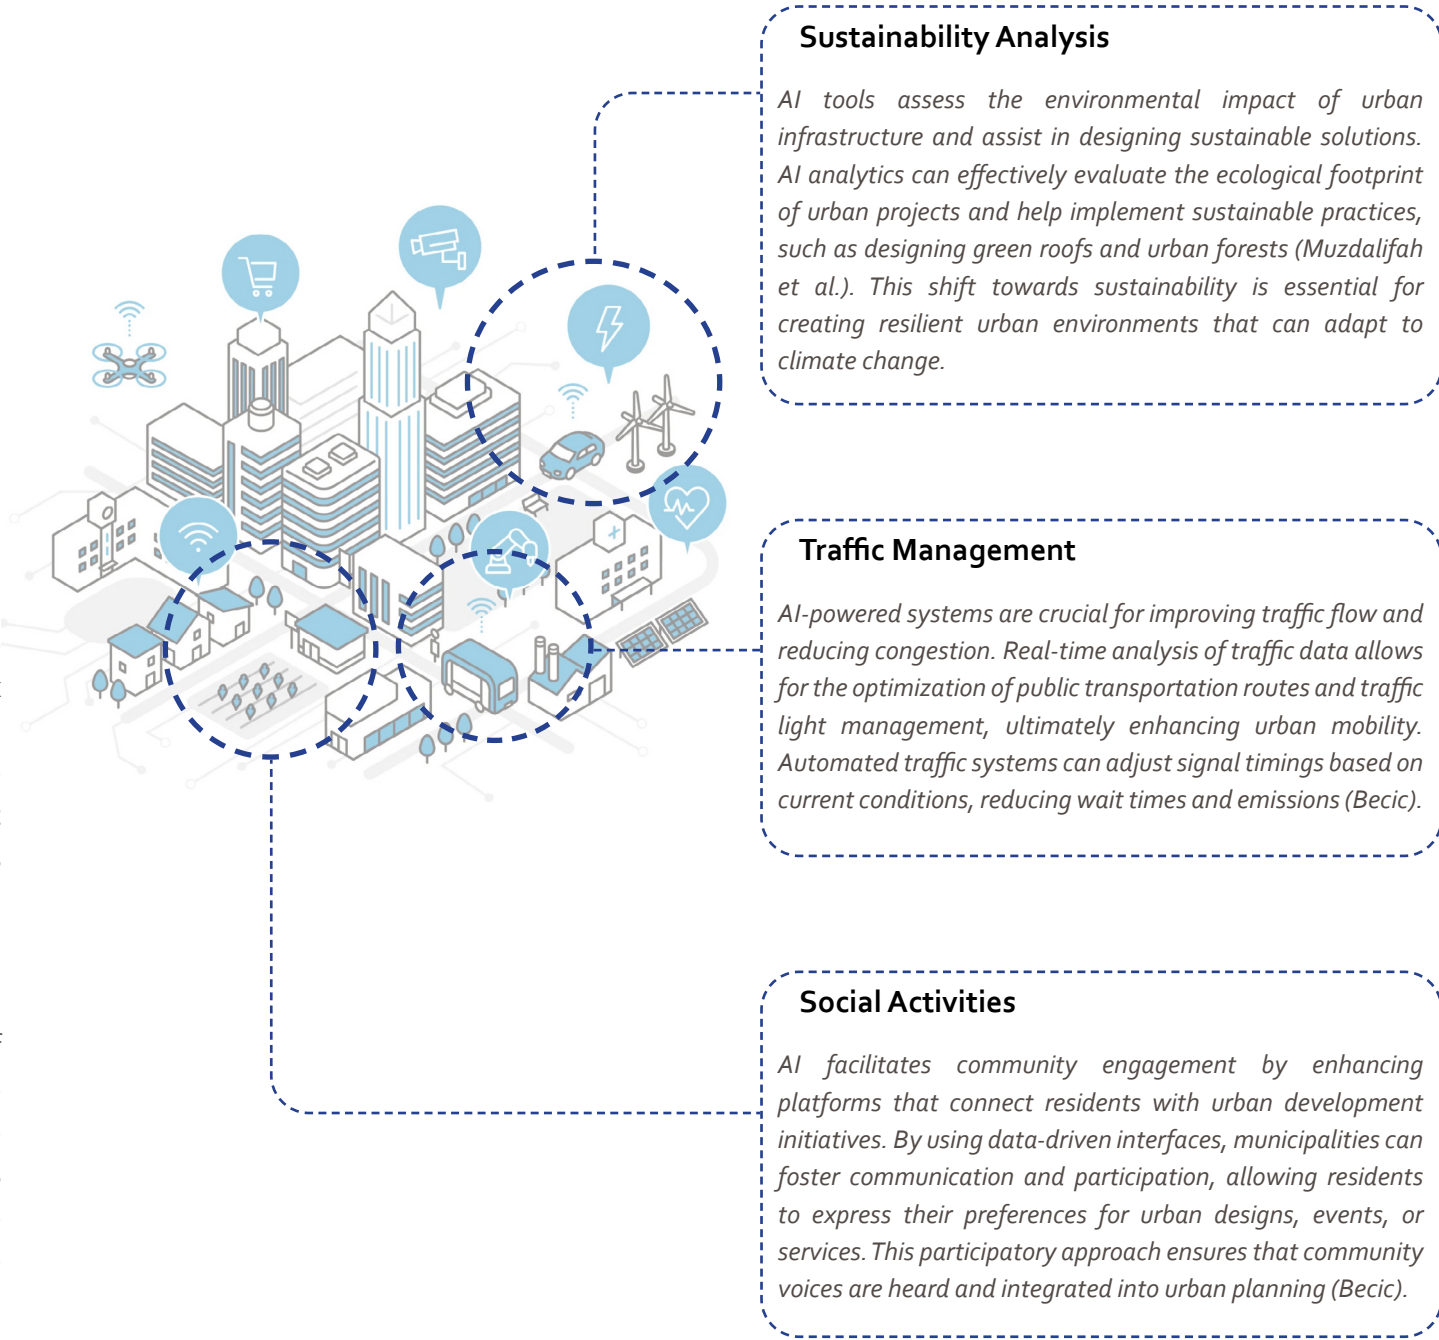 Sustainability Analysis
AI tools assess the environmental impact of urban
infrastructure and assist in designing sustainable solutions.
AI analytics can effectively evaluate the ecological footprint
of urban projects and help implement sustainable practices,
such as designing green roofs and urban forests (Muzdalifah
et al.). This shift towards sustainability is essential for
creating resilient urban environments that can adapt to
climate change.
Traffic Management
AI-powered systems are crucial for improving traffic flow and
reducing congestion. Real-time analysis of traffic data allows
for the optimization of public transportation routes and traffic
light management, ultimately enhancing urban mobility.
Automated traffic systems can adjust signal timings based on
current conditions, reducing wait times and emissions (Becic).
Social Activities
AI facilitates community engagement by enhancing
platforms that connect residents with urban development
initiatives. By using data-driven interfaces, municipalities can
foster communication and participation, allowing residents
to express their preferences for urban designs, events, or
services. This participatory approach ensures that community
voices are heard and integrated into urban planning (Becic).